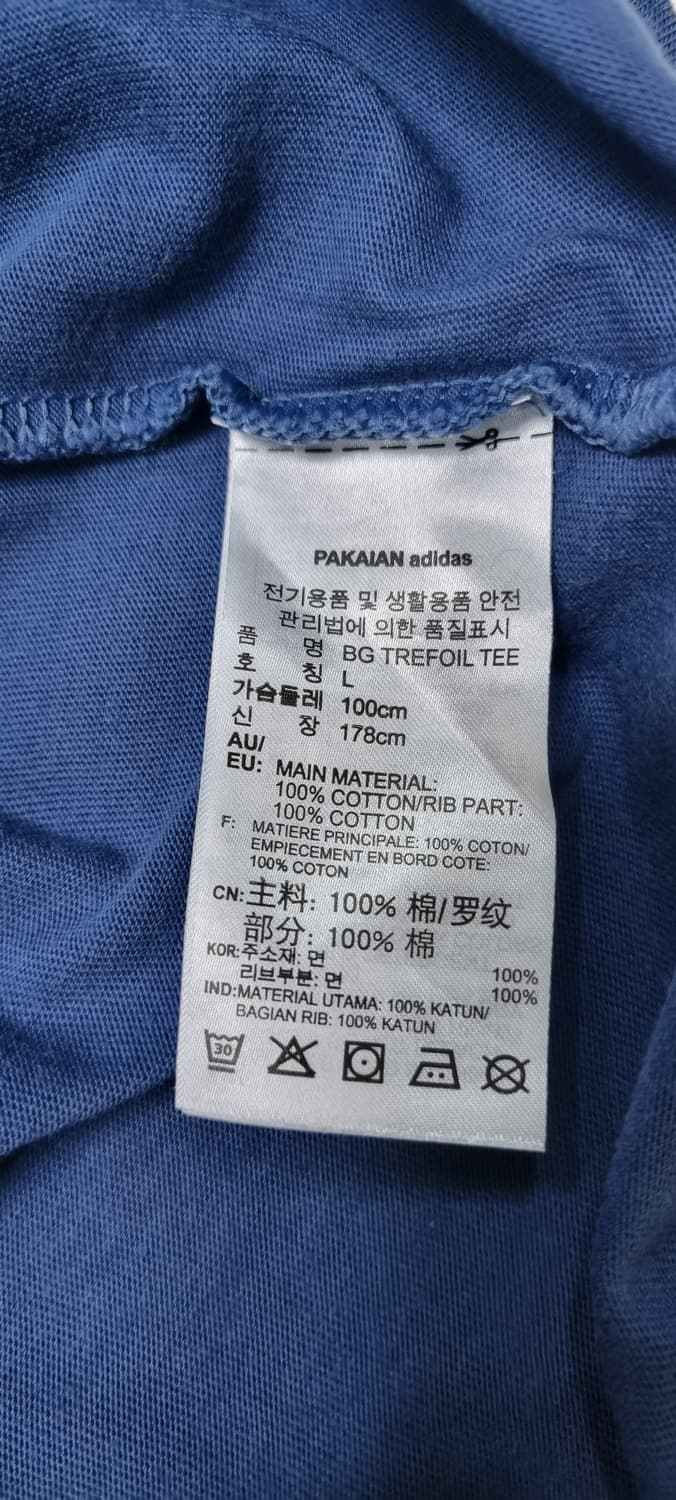 PAKAIAN adidas
전기용품 및 생활용품 안전
관리법에 의한 품질표시
품 명 BG TREFOIL TEE
호 칭 L
가슴둘레 100cm
신 장 178cm
AU/
EU: MAIN MATERIAL:
100% COTTON/RIB PART:
100% COTTON
F: MATIERE PRINCIPALE: 100% COTON/
EMPIECEMENT EN BORD COTE:
100% COTON
CN:主料: 100% 棉/罗纹
部分: 100% 棉
KOR:주소재: 면 100%
리브부분: 면 100%
IND:MATERIAL UTAMA: 100% KATUN/
BAGIAN RIB: 100% KATUN
30